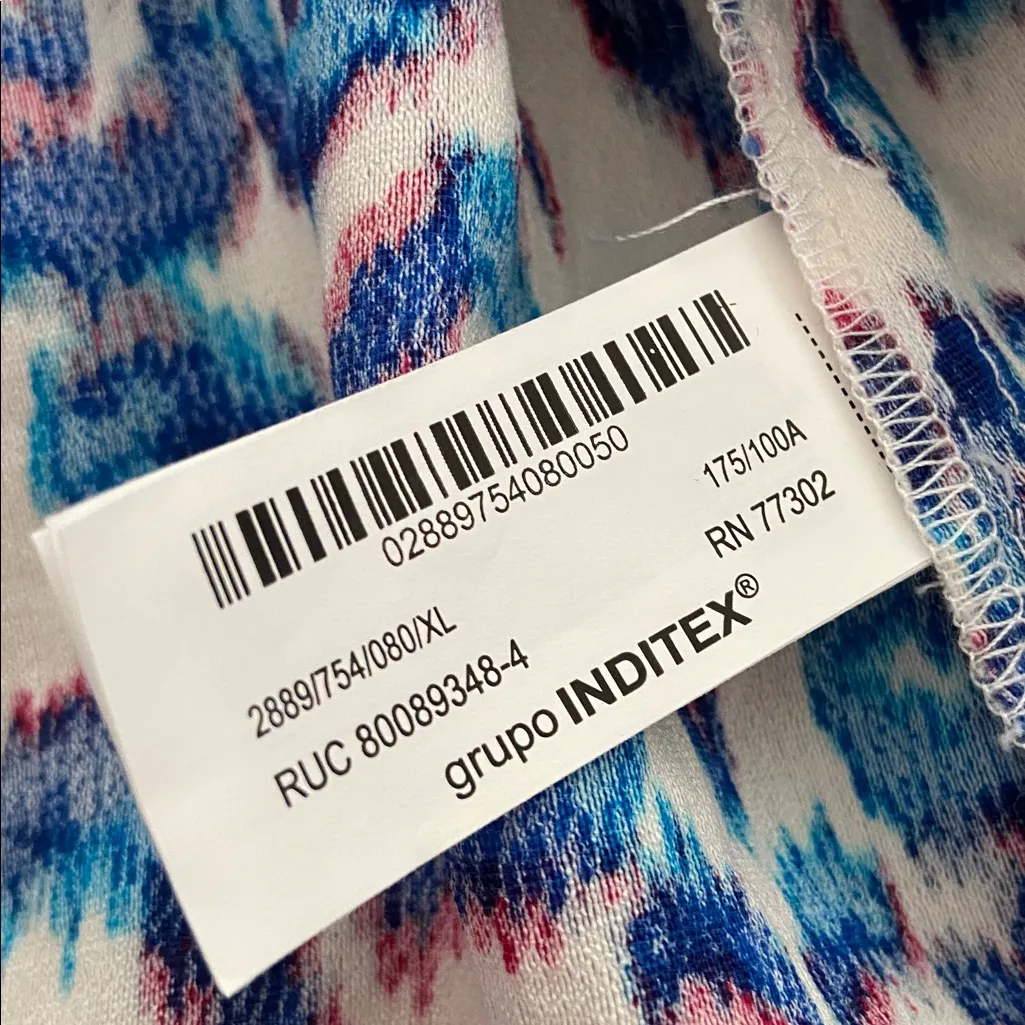 02889754080050
175/100A
RN 77302
2889/754/080/XL
RUC 80089348-4
grupo INDITEX®